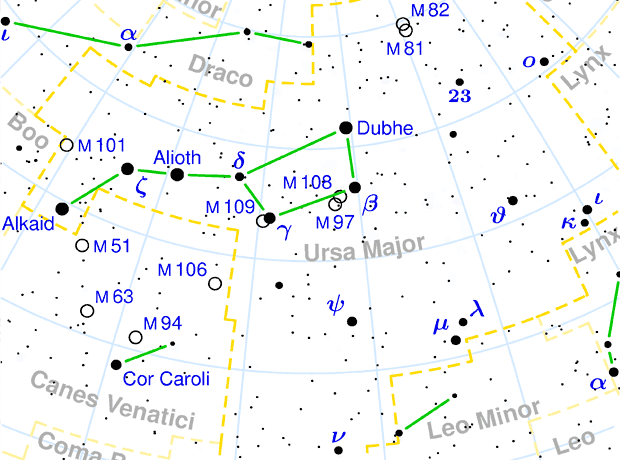 nor
M 82
ι
α
M 81
Draco
ο
Lynx
23
Boo
M 101
Dubhe
Alioth
δ
ζ
M 108
β
ι
M 109
M 97
ϑ
κ
Alkaid
γ
Lynx
M 51
Ursa Major
M 106
M 63
ψ
λ
M 94
μ
Cor Caroli
α
Canes Venatici
Leo Minor
Coma B
ν
Leo